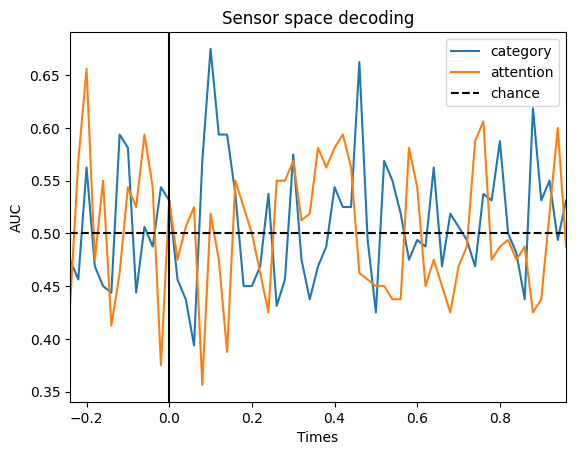 Sensor space decoding
category
attention
chance
AUC
0.65
0.60
0.55
0.50
0.45
0.40
0.35
−0.2 0.0 0.2 0.4 0.6 0.8
Times